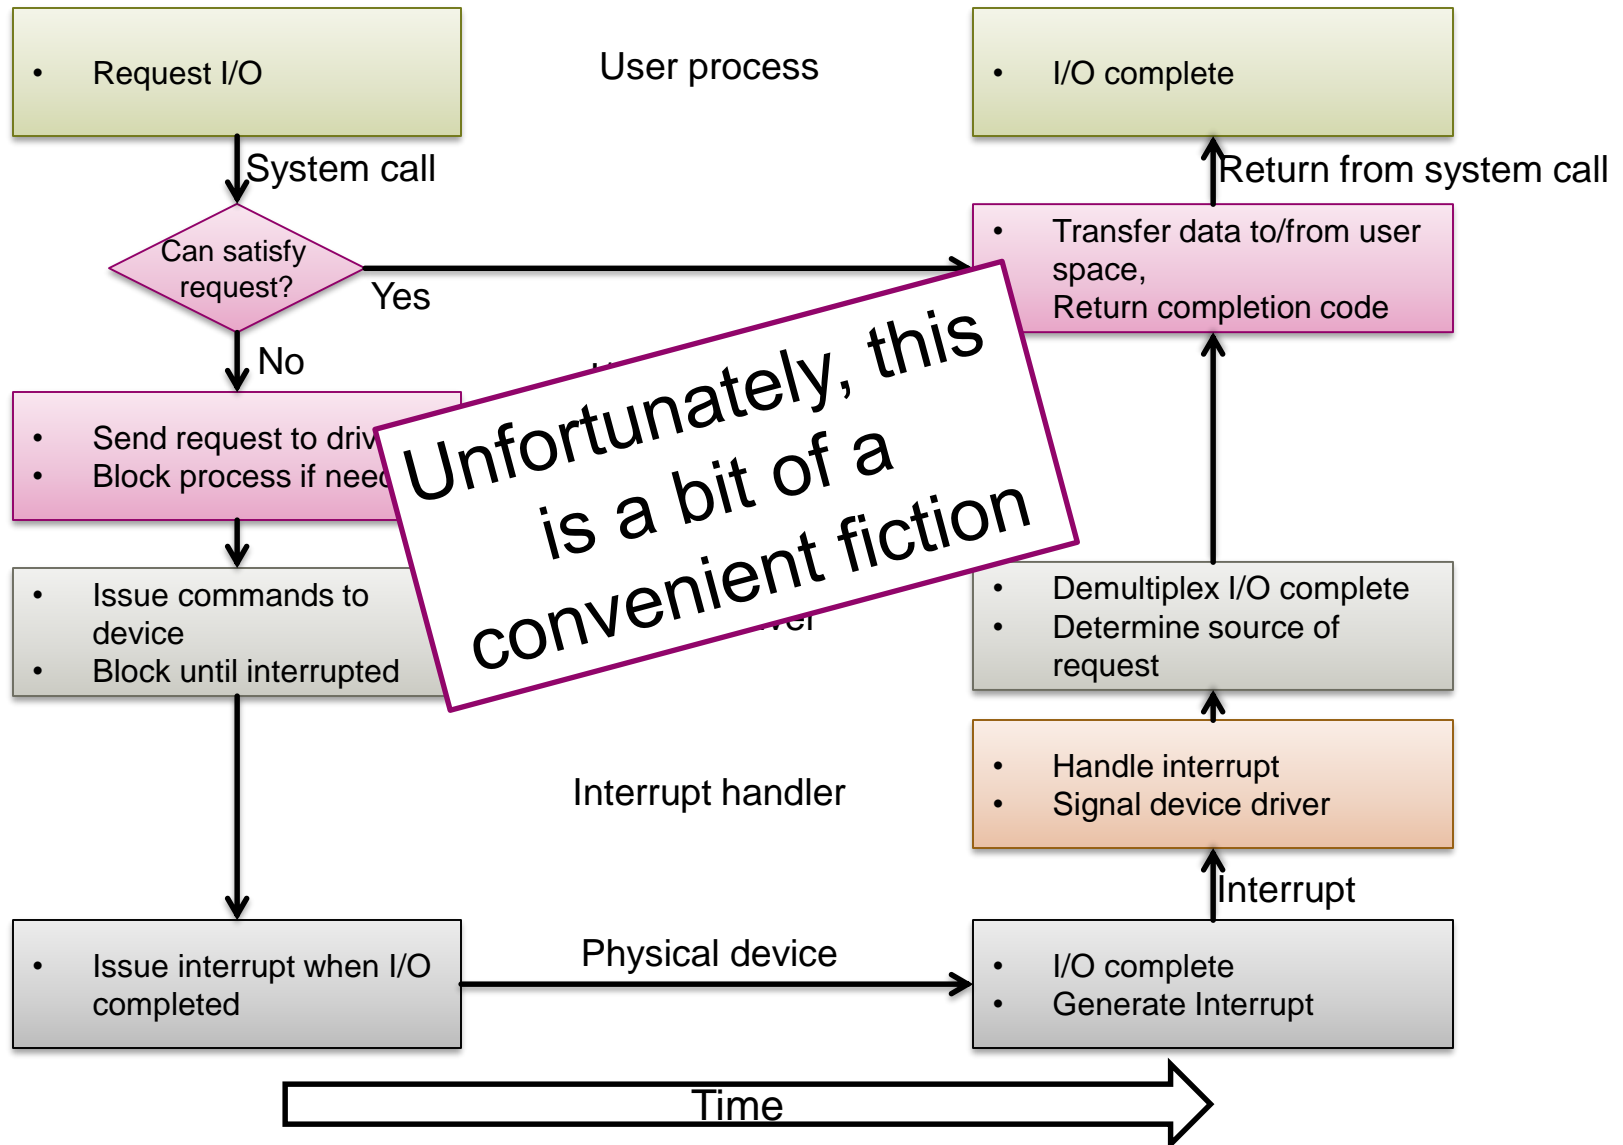 • Request I/O
User process
• I/O complete
System call
Return from system call
Can satisfy
request?
Yes
• Transfer data to/from user
space,
Return completion code
No
Unfortunately, this
is a bit of a
convenient fiction
• Send request to
• Block process if
• Issue commands to
device
• Block until interrupted
• Demultiplex I/O complete
• Determine source of
request
Interrupt handler
• Handle interrupt
• Signal device driver
Interrupt
• Issue interrupt when I/O
completed
Physical device
• I/O complete
• Generate Interrupt
Time